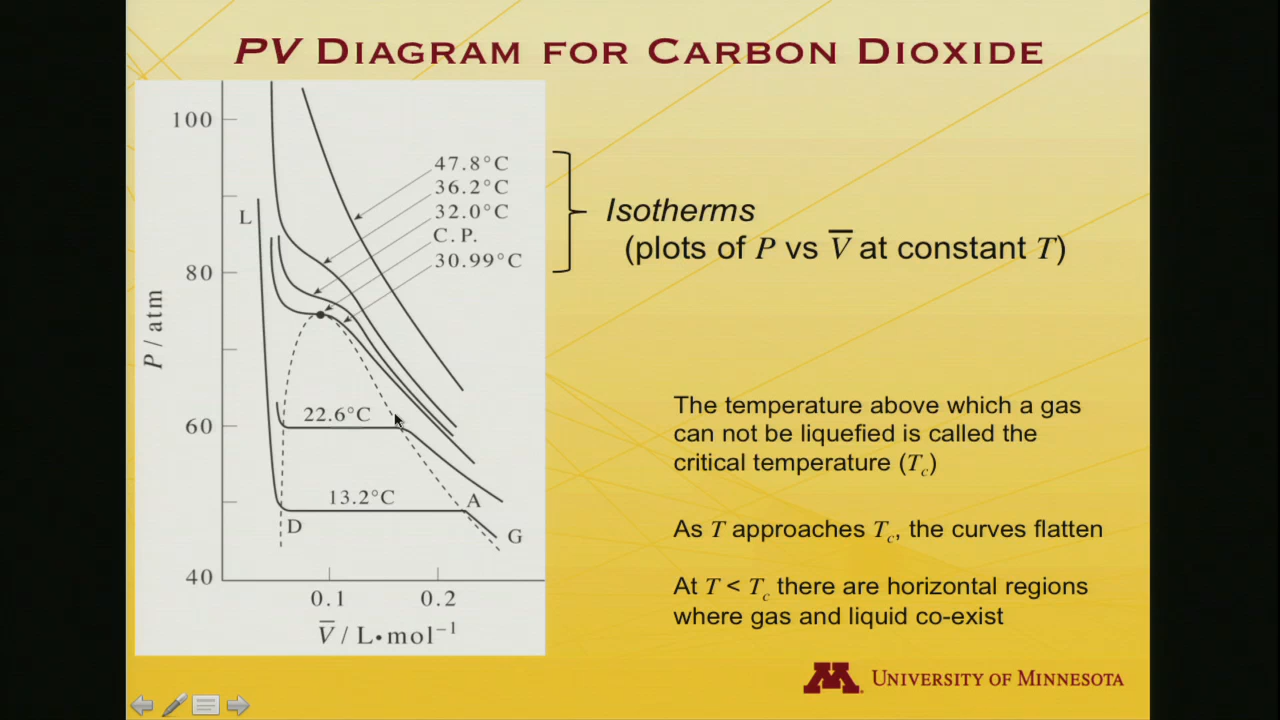 PV DIAGRAM FOR CARBON DIOXIDE
100
80
60
40
P / atm
L
47.8°C
36.2°C
32.0°C
C.P.
30.99°C
22.6°C
13.2°C
D
A
G
0.1 0.2
V̅ / L•mol⁻¹
Isotherms
(plots of P vs V̅ at constant T)
The temperature above which a gas
can not be liquefied is called the
critical temperature (Tc)
As T approaches Tc, the curves flatten
At T < Tc there are horizontal regions
where gas and liquid co-exist
M UNIVERSITY OF MINNESOTA